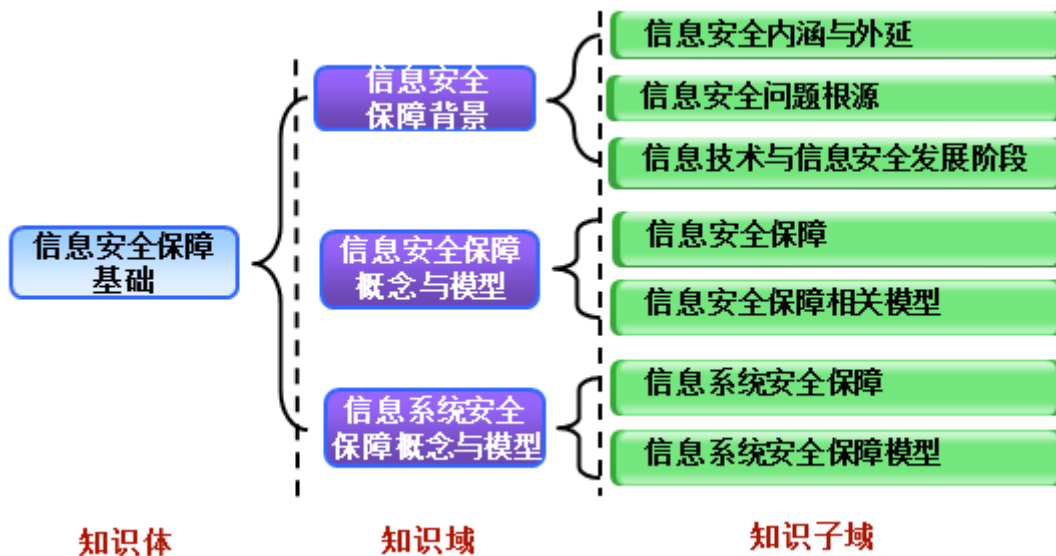 信息安全内涵与外延
信息安全
保障背景
信息安全问题根源
信息技术与信息安全发展阶段
信息安全保障
基础
信息安全保障
概念与模型
信息安全保障
信息安全保障相关模型
信息系统安全
保障概念与模型
信息系统安全保障
信息系统安全保障模型
知识体
知识域
知识子域